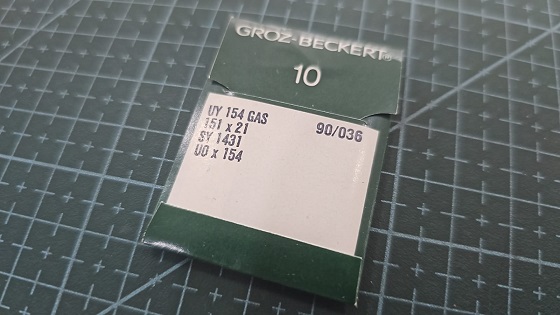 GROZ-BECKERT®
10
UY 154 GAS 90/036
151 x 21
SY 1431
UO x 154